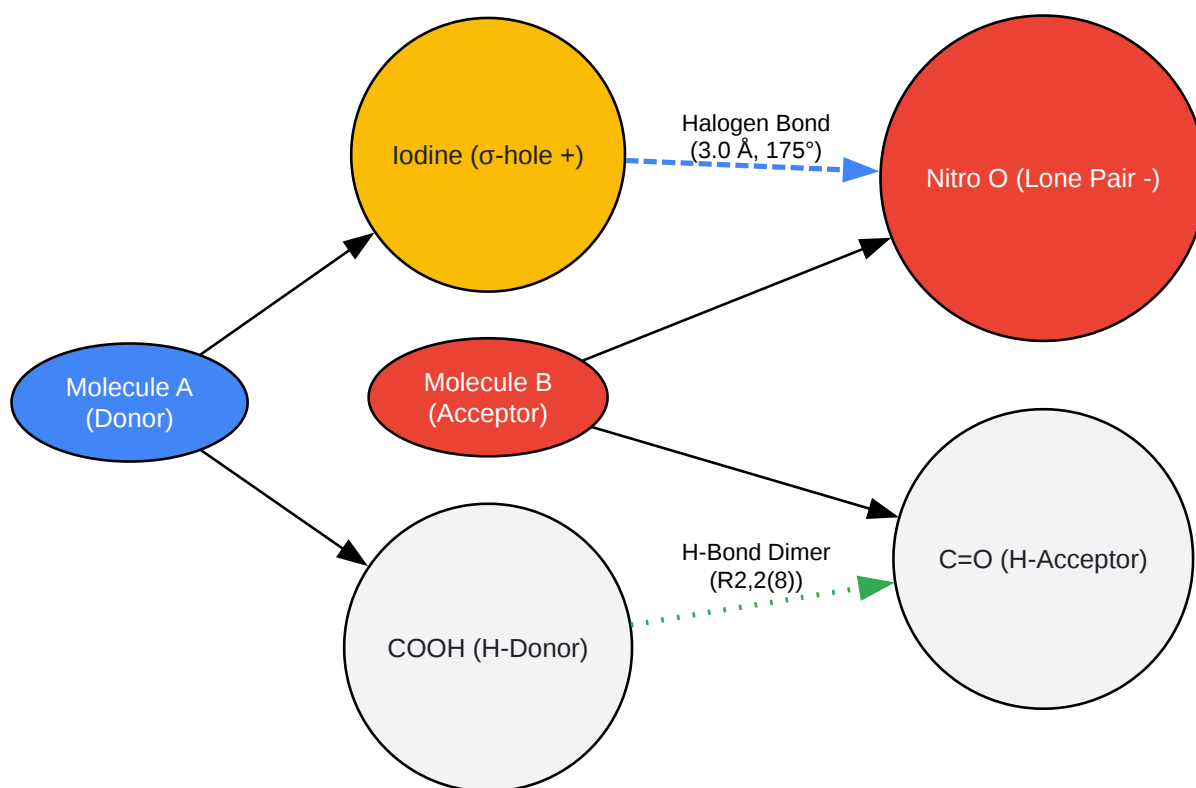 Iodine (σ-hole +)
Halogen Bond
(3.0 Å, 175°)
Nitro O (Lone Pair -)
Molecule A
(Donor)
Molecule B
(Acceptor)
COOH (H-Donor)
H-Bond Dimer
(R2,2(8))
C=O (H-Acceptor)